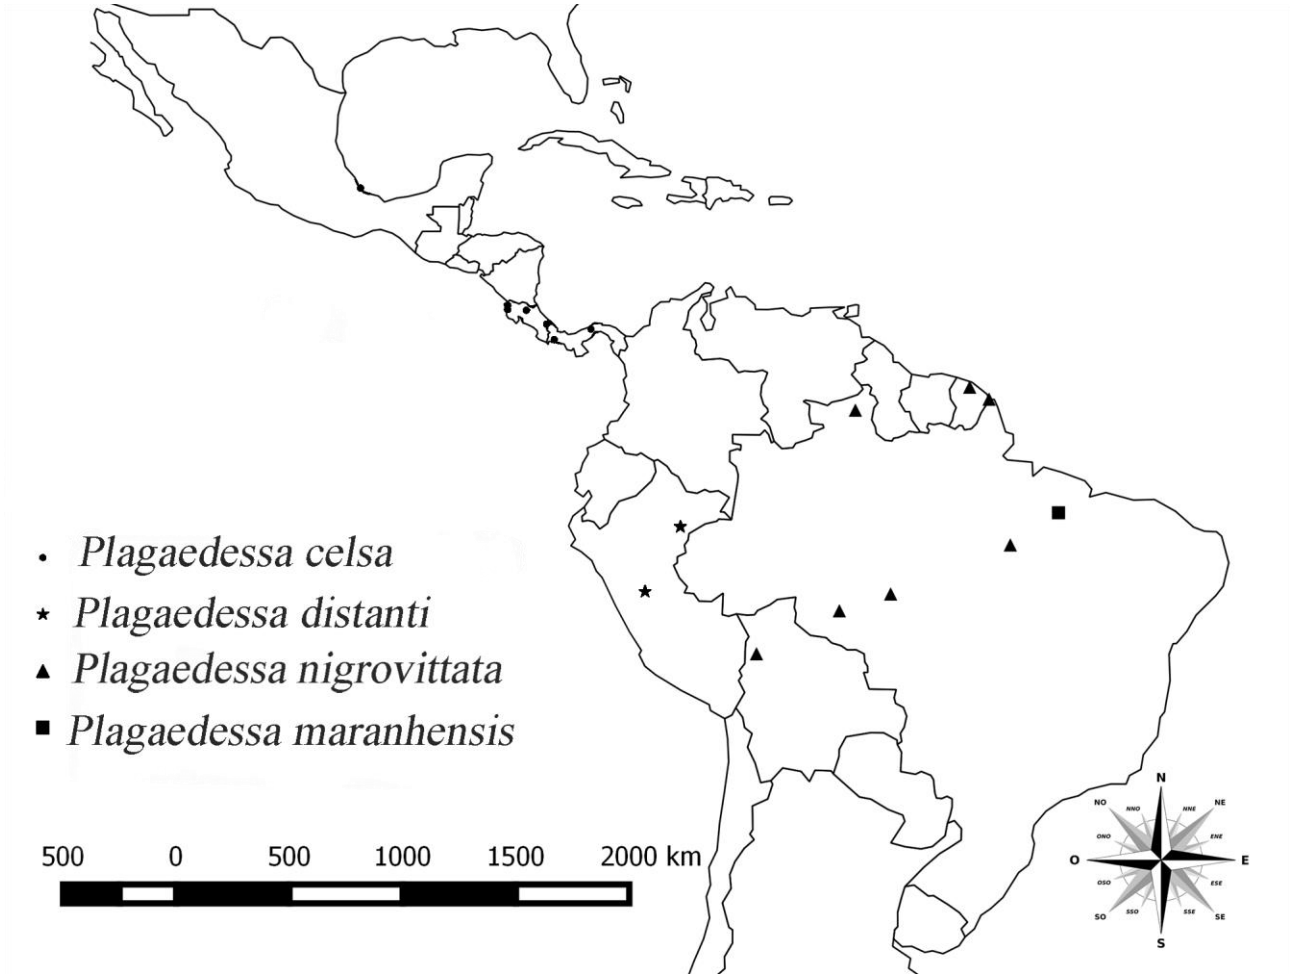 Plagaedessa celsa
Plagaedessa distanti
Plagaedessa nigrovittata
Plagaedessa maranhensis
500 0 500 1000 1500 2000 km
N
NO NNO NNE NE
ONO ENE
O E
OSO ESE
SO SSO SSE SE
S